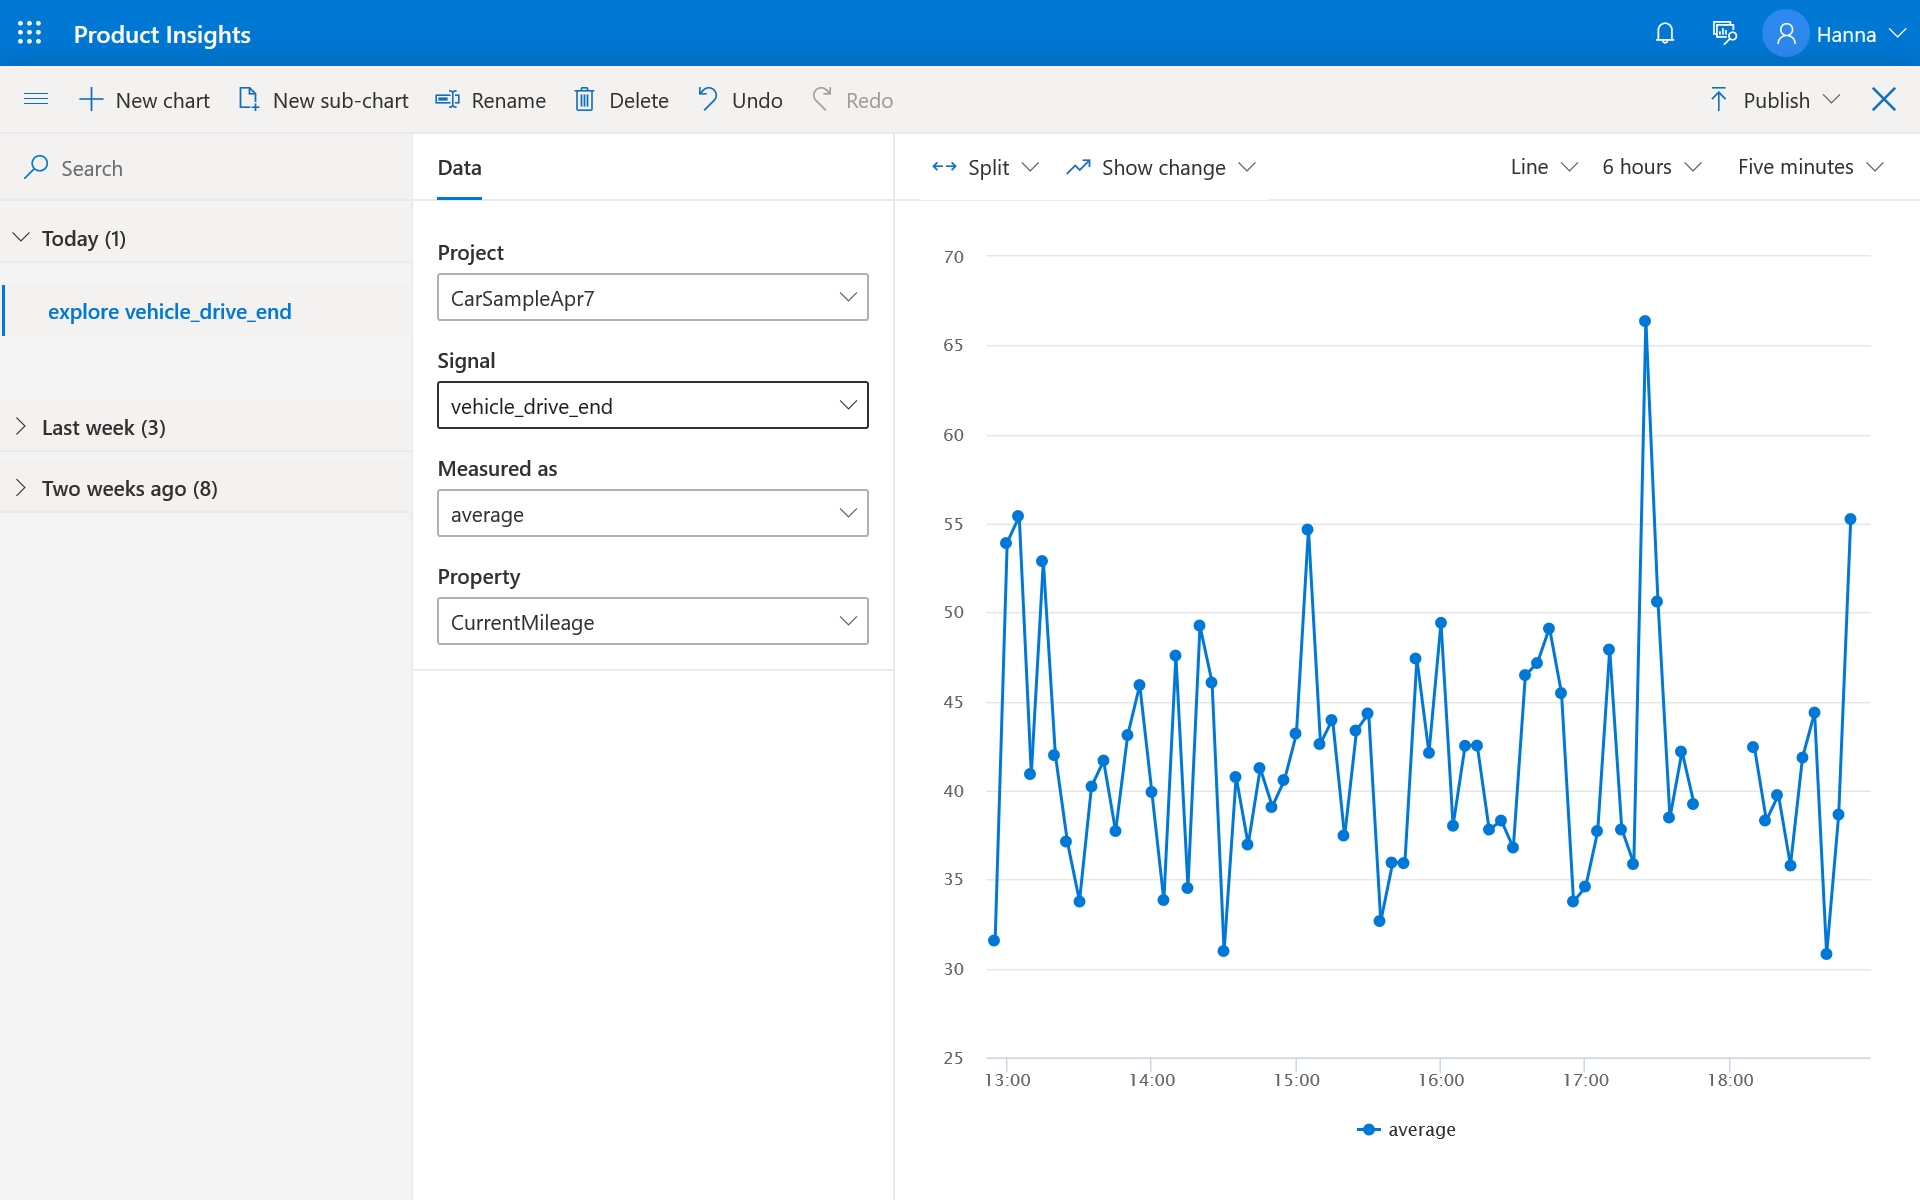 Product Insights
Hanna
New chart
New sub-chart
Rename
Delete
Undo
Redo
Publish
Search
Today (1)
explore vehicle_drive_end
Last week (3)
Two weeks ago (8)
Data
Project
CarSampleApr7
Signal
vehicle_drive_end
Measured as
average
Property
CurrentMileage
Split
Show change
Line
6 hours
Five minutes
70
65
60
55
50
45
40
35
30
25
13:00 14:00 15:00 16:00 17:00 18:00
average